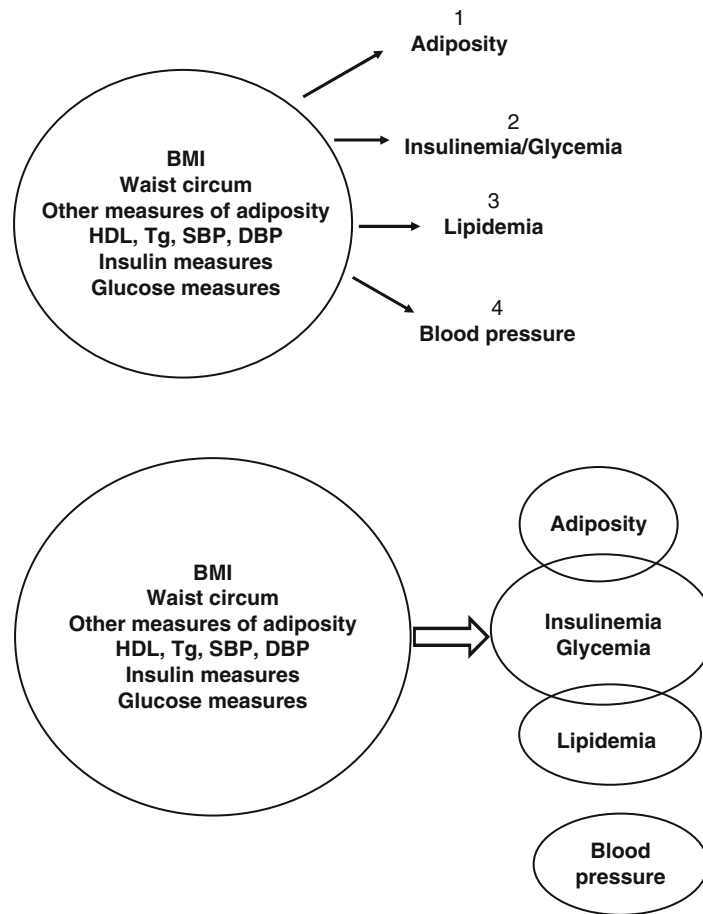 1
Adiposity
2
Insulinemia/Glycemia
3
Lipidemia
4
Blood pressure
BMI
Waist circum
Other measures of adiposity
HDL, Tg, SBP, DBP
Insulin measures
Glucose measures
BMI
Waist circum
Other measures of adiposity
HDL, Tg, SBP, DBP
Insulin measures
Glucose measures
Adiposity
Insulinemia
Glycemia
Lipidemia
Blood
pressure